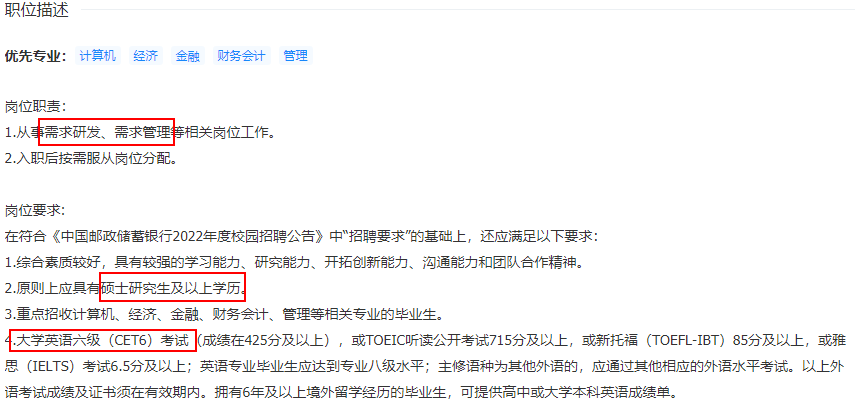 职位描述
优先专业： 计算机 经济 金融 财务会计 管理
岗位职责：
1.从事需求研发、需求管理等相关岗位工作。
2.入职后按需服从岗位分配。
岗位要求：
在符合《中国邮政储蓄银行2022年度校园招聘公告》中“招聘要求”的基础上，还应满足以下要求：
1.综合素质较好，具有较强的学习能力、研究能力、开拓创新能力、沟通能力和团队合作精神。
2.原则上应具有硕士研究生及以上学历。
3.重点招收计算机、经济、金融、财务会计、管理等相关专业的毕业生。
4.大学英语六级（CET6）考试（成绩在425分及以上），或TOEIC听读公开考试715分及以上，或新托福（TOEFL-IBT）85分及以上，或雅
思（IELTS）考试6.5分及以上；英语专业毕业生应达到专业八级水平；主修语种为其他外语的，应通过其他相应的外语水平考试。以上外
语考试成绩及证书须在有效期内。拥有6年及以上境外留学经历的毕业生，可提供高中或大学本科英语成绩单。